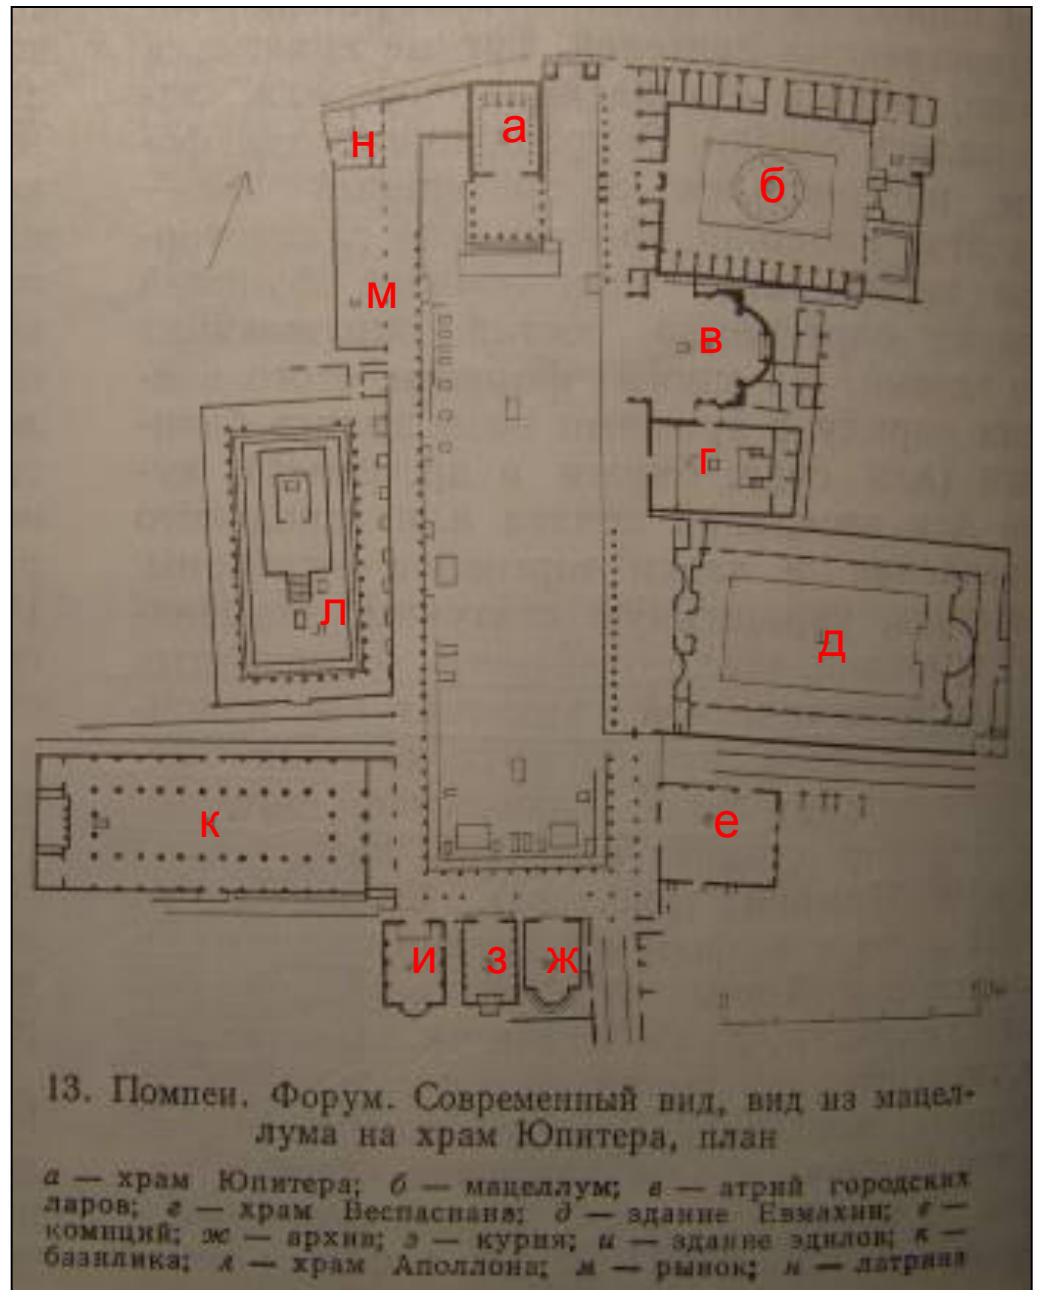 а
н
б
м
в
г
л
д
к
е
и з ж
13. Помпеи. Форум. Современный вид, вид из мацел-
лума на храм Юпитера, план
а — храм Юпитера; б — мацеллум; в — атрий городских
ларов; г — храм Веспасиана; д — здание Евмахии; е —
комиций; ж — архив; з — курия; и — здание эдилов; к —
базилика; л — храм Аполлона; м — рынок; н — латрина